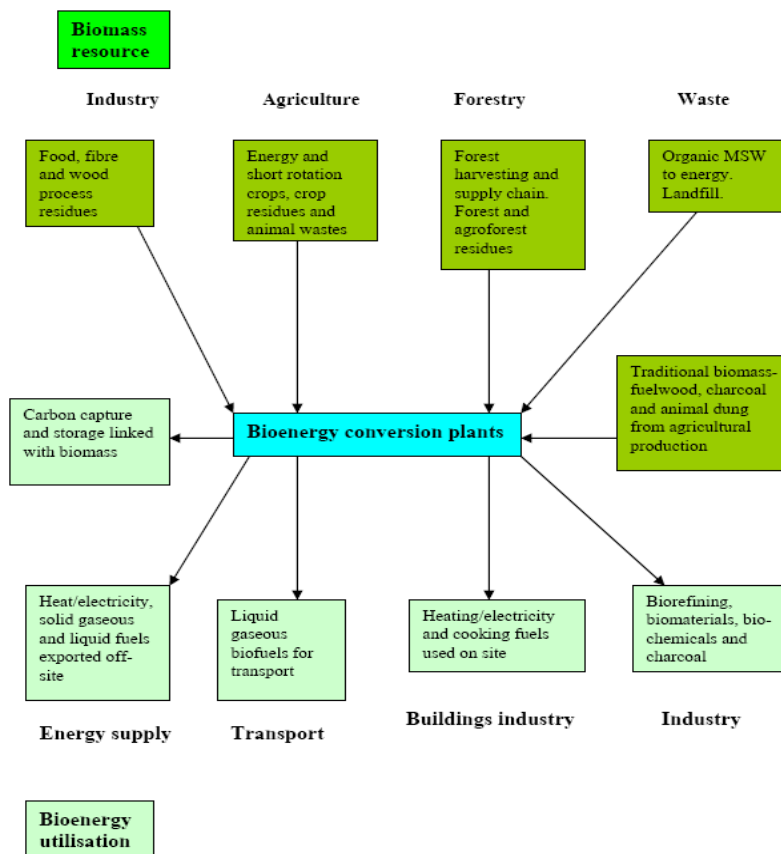 Biomass
resource
Industry
Agriculture
Forestry
Waste
Food, fibre
and wood
process
residues
Energy and
short rotation
crops, crop
residues and
animal wastes
Forest
harvesting and
supply chain.
Forest and
agroforest
residues
Organic MSW
to energy.
Landfill.
Traditional biomass-
fuelwood, charcoal
and animal dung
from agricultural
production
Carbon capture
and storage linked
with biomass
Bioenergy conversion plants
Heat/electricity,
solid gaseous
and liquid fuels
exported off-
site
Liquid
gaseous
biofuels for
transport
Heating/electricity
and cooking fuels
used on site
Biorefining,
biomaterials, bio-
chemicals and
charcoal
Energy supply
Transport
Buildings industry
Industry
Bioenergy
utilisation